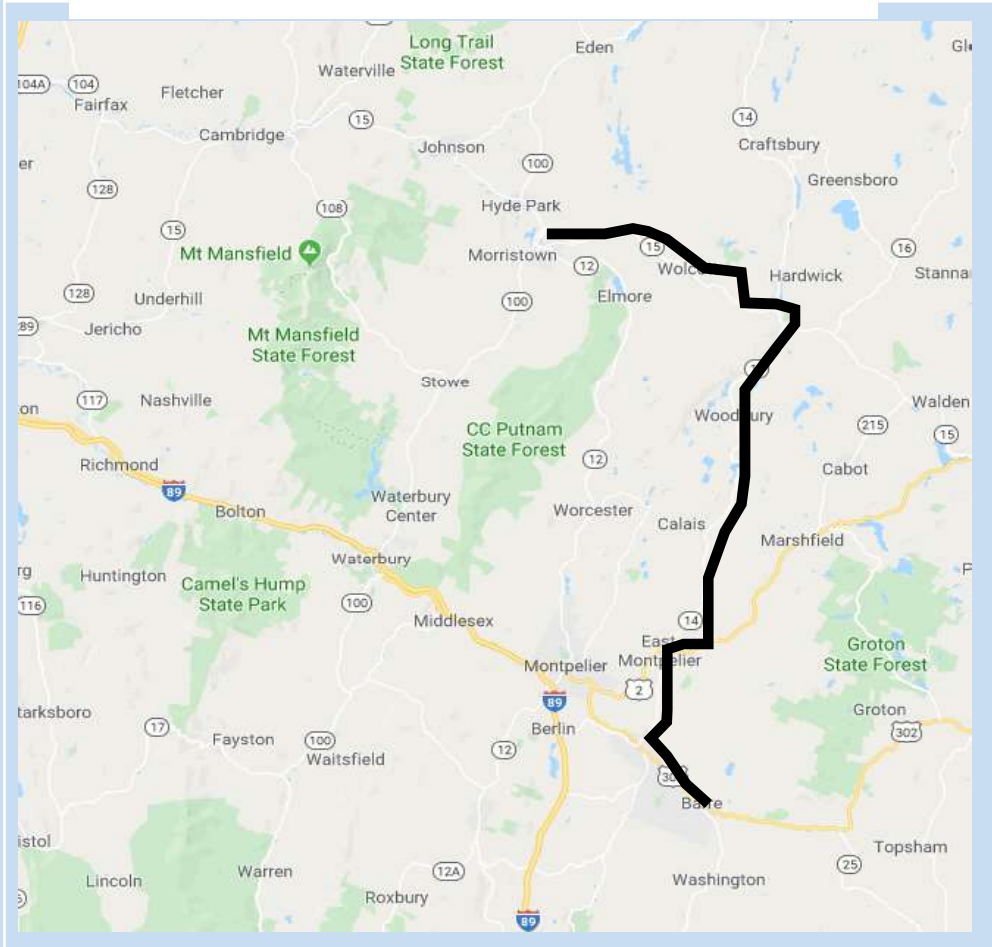 Long Trail
State Forest
Eden
Waterville
104
Fletcher
Fairfax
14
15
Cambridge
Johnson
Craftsbury
100
Greensboro
128
108
Hyde Park
15
16
Mt Mansfield
Morristown
15
12
Hardwick
128
Underhill
Elmore
100
Jericho
Mt Mansfield
State Forest
Stowe
117
Nashville
Walden
CC Putnam
State Forest
215
15
Richmond
12
Cabot
89
Bolton
Waterbury
Center
Worcester
Calais
Marshfield
Waterbury
Huntington
Camel's Hump
State Park
116
100
Middlesex
14
East
Montpelier
Groton
State Forest
Montpelier
2
89
Groton
17
Berlin
302
Fayston
100
Waitsfield
12
Barre
Topsham
Warren
12A
25
Lincoln
Washington
Roxbury
89